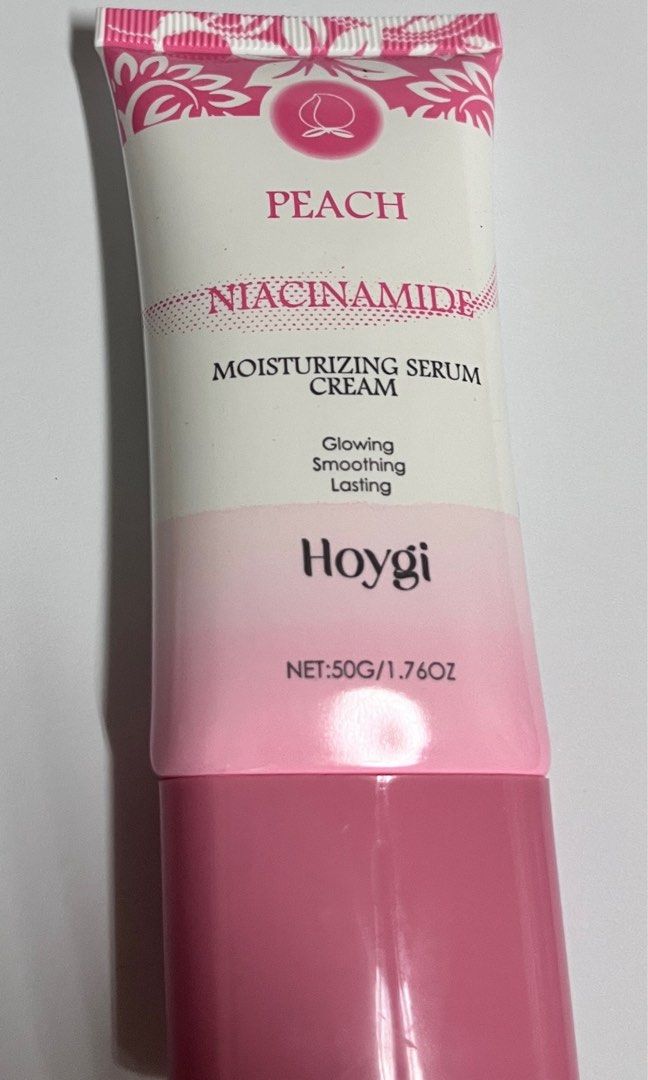 PEACH
NIACINAMIDE
MOISTURIZING SERUM
CREAM
Glowing
Smoothing
Lasting
Hoygi
NET:50G/1.76OZ